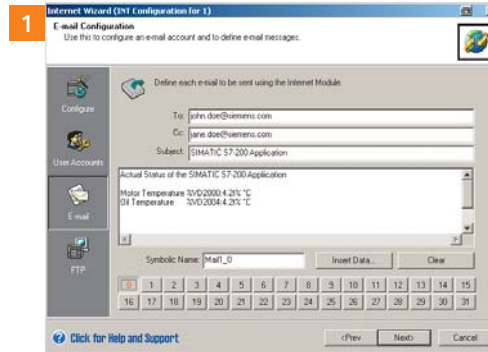 1
Internet Wizard (INT Configuration for 1)
E-mail Configuration
Use this to configure an e-mail account and to define e-mail messages.
Configure
User Accounts
E-mail
FTP
Define each e-mail to be sent using the Internet Module.
To: john.doe@siemens.com
Cc: jane.doe@siemens.com
Subject: SIMATIC S7-200 Application
Actual Status of the SIMATIC S7-200 Application
Motor Temperature %VD2000:4.2f% °C
Oil Temperature %VD2004:4.2f% °C
Symbolic Name: Mail1_0 Insert Data... Clear
0 1 2 3 4 5 6 7 8 9 10 11 12 13 14 15
16 17 18 19 20 21 22 23 24 25 26 27 28 29 30 31
Click for Help and Support <Prev Next> Cancel